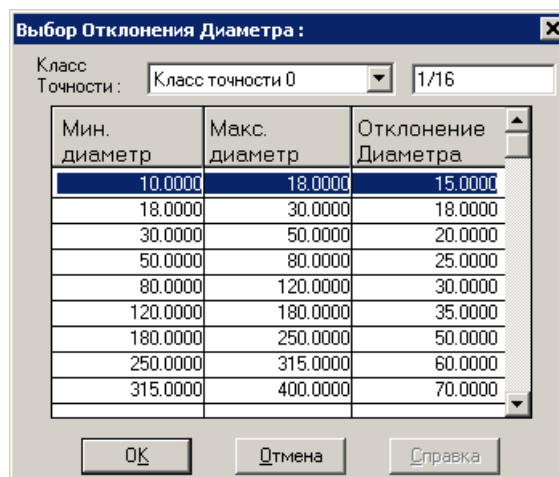 Выбор Отклонения Диаметра :
Класс
Точности : Класс точности 0 1/16
Мин. Макс. Отклонение
диаметр диаметр Диаметра
10.0000 18.0000 15.0000
18.0000 30.0000 18.0000
30.0000 50.0000 20.0000
50.0000 80.0000 25.0000
80.0000 120.0000 30.0000
120.0000 180.0000 35.0000
180.0000 250.0000 50.0000
250.0000 315.0000 60.0000
315.0000 400.0000 70.0000
OK Отмена Справка